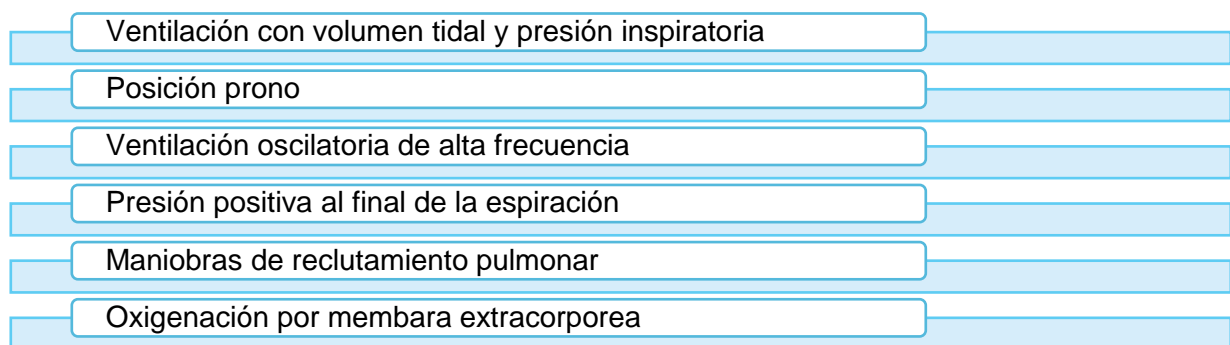 Ventilación con volumen tidal y presión inspiratoria
Posición prono
Ventilación oscilatoria de alta frecuencia
Presión positiva al final de la espiración
Maniobras de reclutamiento pulmonar
Oxigenación por membara extracorporea